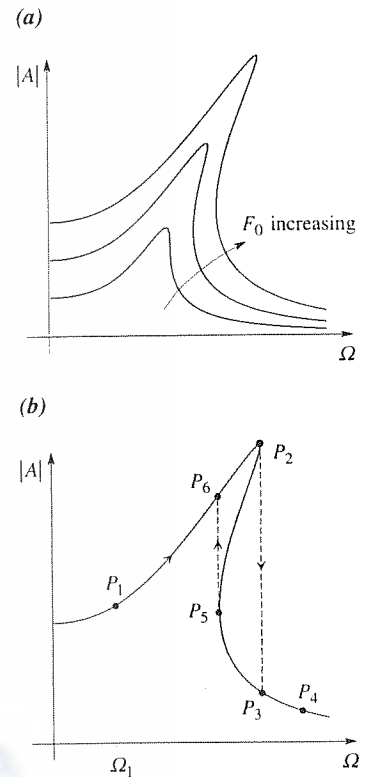 (a)
|A|
F₀ increasing
Ω
(b)
|A|
P₂
P₆
P₁
P₅
P₃
P₄
Ω₁
Ω